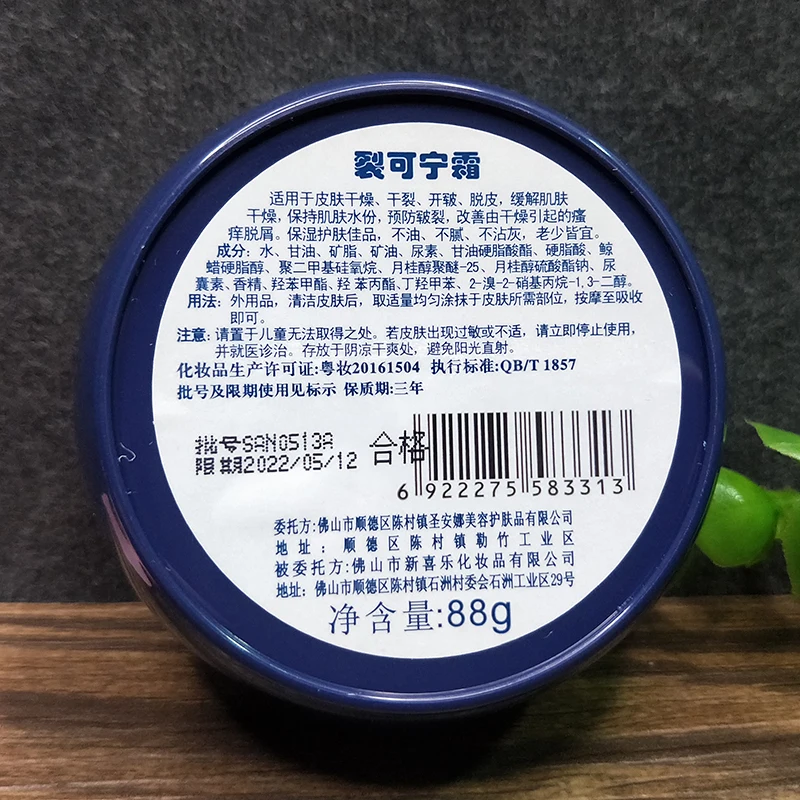 裂可宁霜
适用于皮肤干燥、干裂、开皲、脱皮，缓解肌肤
干燥，保持肌肤水份，预防皲裂，改善由干燥引起的瘙
痒脱屑。保湿护肤佳品，不油、不腻、不沾灰，老少皆宜。
成分：水、甘油、矿脂、矿油、尿素、甘油硬脂酸酯、硬脂酸、鲸
蜡硬脂醇、聚二甲基硅氧烷、月桂醇聚醚-25、月桂醇硫酸酯钠、尿
囊素、香精、羟苯甲酯、羟苯丙酯、丁羟甲苯、2-溴-2-硝基丙烷-1,3-二醇。
用法：外用品，清洁皮肤后，取适量均匀涂抹于皮肤所需部位，按摩至吸收
即可。
注意：请置于儿童无法取得之处。若皮肤出现过敏或不适，请立即停止使用，
并就医诊治。存放于阴凉干爽处，避免阳光直射。
化妆品生产许可证:粤妆20161504 执行标准:QB/T 1857
批号及限期使用见标示 保质期:三年
批号SAN0513A
限期2022/05/12
合格
6 922275 583313
委托方:佛山市顺德区陈村镇圣安娜美容护肤品有限公司
地址:顺德区陈村镇勒竹工业区
被委托方:佛山市新喜乐化妆品有限公司
地址:佛山市顺德区陈村镇石洲村委会石洲工业区29号
净含量:88g